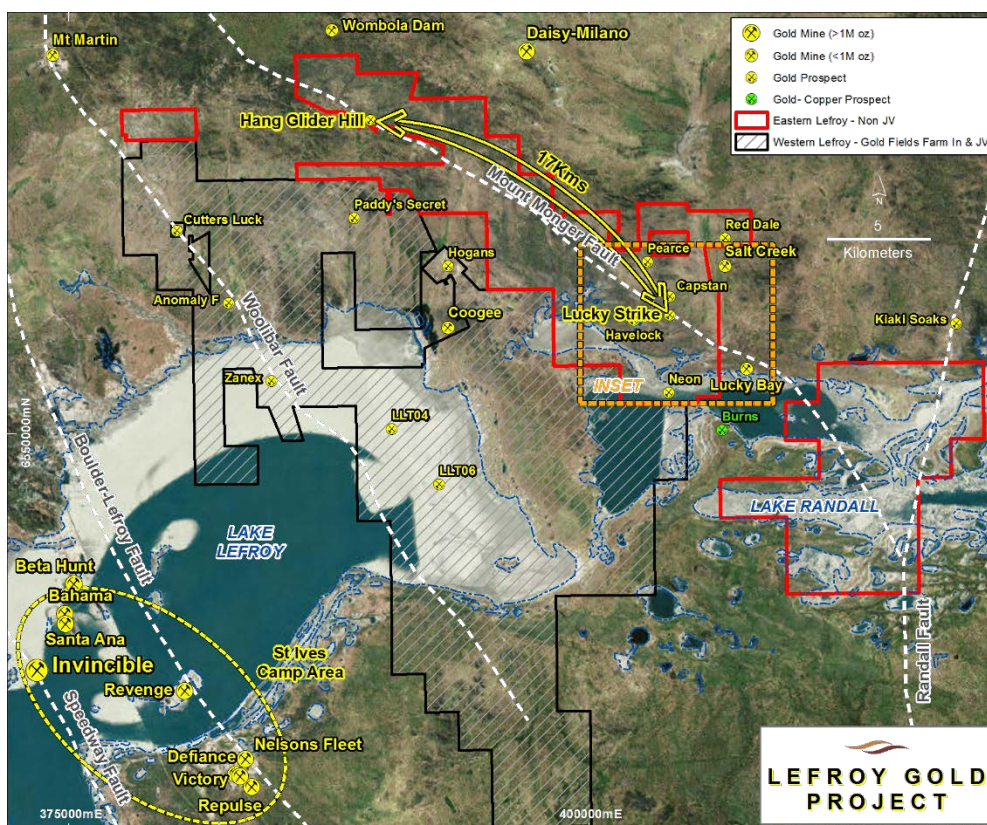 Wombola Dam
Daisy-Milano
Mt Martin
Gold Mine (>1M oz)
Gold Mine (<1M oz)
Gold Prospect
Gold- Copper Prospect
Eastern Lefroy - Non JV
Western Lefroy - Gold Fields Farm In & JV
Hang Glider Hill
17Kms
Mount Monger Fault
N
5
Kilometers
Paddy's Secret
Cutters Luck
Red Dale
Hogans
Pearce
Salt Creek
Anomaly F
Woolibar Fault
Coogee
Capstan
Lucky Strike
Havelock
Kiaki Soaks
Zanex
INSET
Neon
Lucky Bay
LLT04
Burns
6550000mN
Boulder-Lefroy Fault
LLT06
LAKE
LEFROY
LAKE RANDALL
Beta Hunt
Bahama
Santa Ana
Invincible
Revenge
St Ives
Camp Area
Randall Fault
Speedway Fault
Nelsons Fleet
Defiance
Victory
Repulse
375000mE
400000mE
LEFROY GOLD
PROJECT